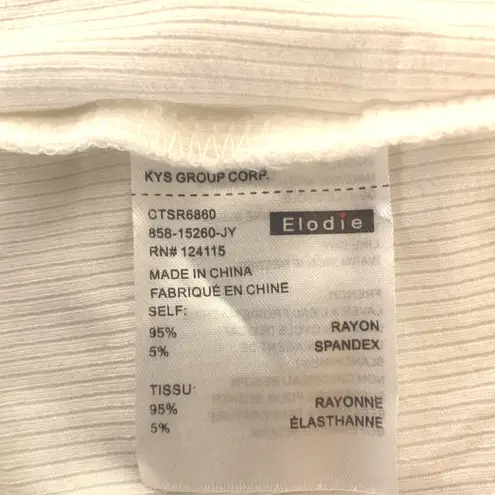 KYS GROUP CORP.
CTSR6860
Elodie
858-15260-JY
RN# 124115
MADE IN CHINA
FABRIQUÉ EN CHINE
SELF:
95% RAYON
5% SPANDEX
TISSU:
95% RAYONNE
5% ÉLASTHANNE